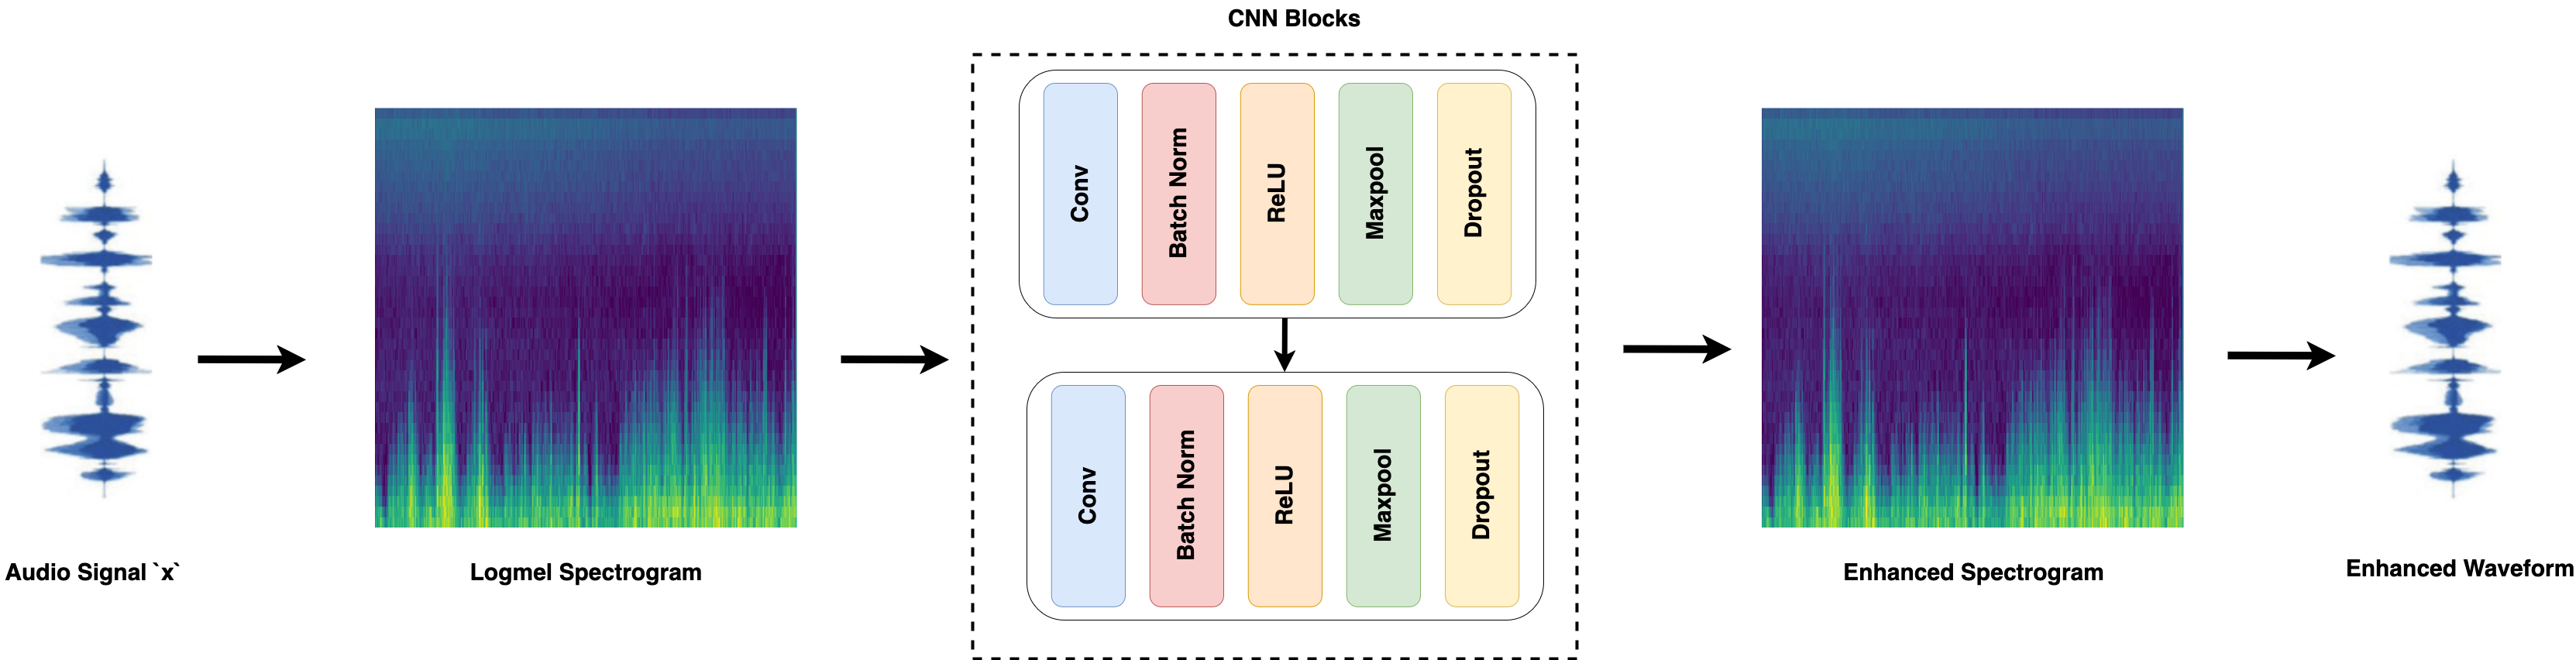 CNN Blocks
Conv
Batch Norm
ReLU
Maxpool
Dropout
Conv
Batch Norm
ReLU
Maxpool
Dropout
Audio Signal `x`
Logmel Spectrogram
Enhanced Spectrogram
Enhanced Waveform